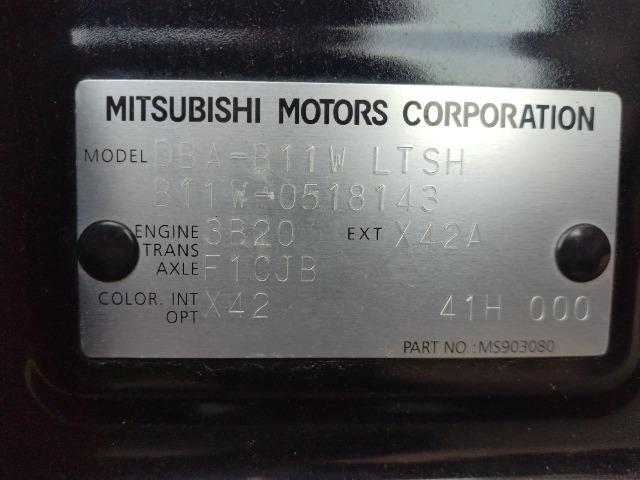 MITSUBISHI MOTORS CORPORATION
MODEL DBA-B11W LTSH
B11W-0518143
ENGINE 3B20 EXT X42A
TRANS
AXLE F1CJB
COLOR. INT X42 41H 000
OPT
PART NO.: MS903080